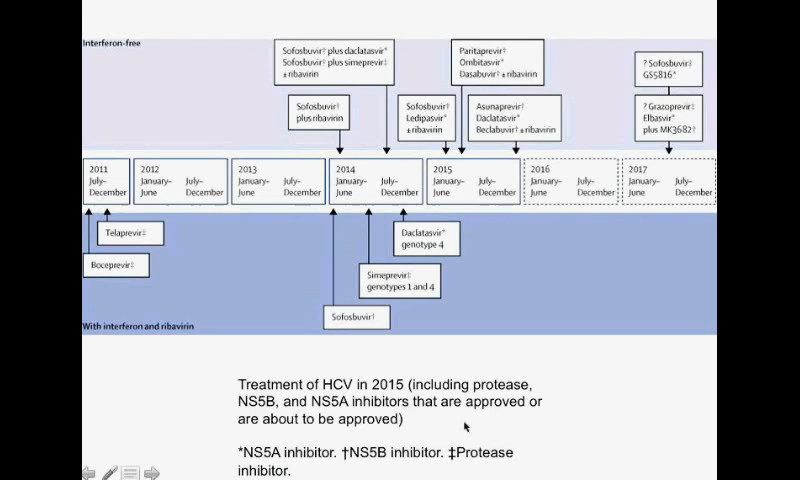 Interferon-free
Sofosbuvir† plus daclatasvir*
Sofosbuvir† plus simeprevir‡
± ribavirin
Paritaprevir‡
Ombitasvir*
Dasabuvir† ± ribavirin
? Sofosbuvir‡
GS5816*
Sofosbuvir†
plus ribavirin
Sofosbuvir†
Ledipasvir*
± ribavirin
Asunaprevir‡
Daclatasvir*
Beclabuvir† ± ribavirin
? Grazoprevir‡
Elbasvir*
plus MK3682†
2011
July-
December
2012
January-
June
July-
December
2013
January-
June
July-
December
2014
January-
June
July-
December
2015
January-
June
July-
December
2016
January-
June
July-
December
2017
January-
June
July-
December
Telaprevir‡
Boceprevir‡
Daclatasvir*
genotype 4
Simeprevir‡
genotypes 1 and 4
Sofosbuvir†
With interferon and ribavirin
Treatment of HCV in 2015 (including protease,
NS5B, and NS5A inhibitors that are approved or
are about to be approved)
*NS5A inhibitor. †NS5B inhibitor. ‡Protease
inhibitor.